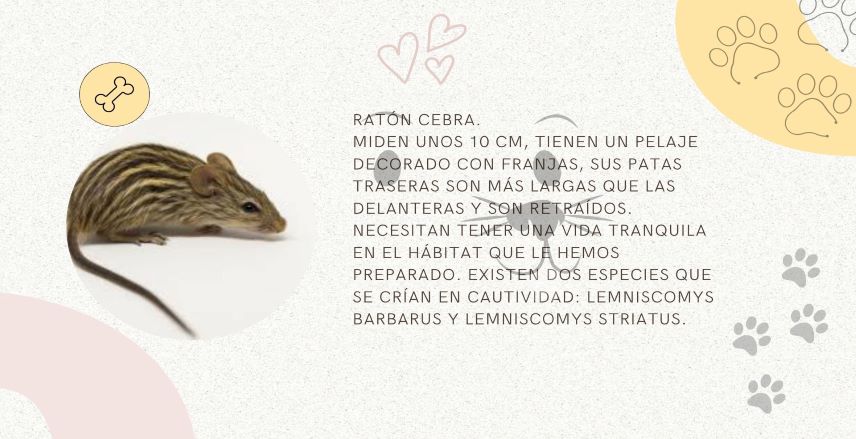 RATÓN CEBRA.
MIDEN UNOS 10 CM, TIENEN UN PELAJE
DECORADO CON FRANJAS, SUS PATAS
TRASERAS SON MÁS LARGAS QUE LAS
DELANTERAS Y SON RETRAÍDOS.
NECESITAN TENER UNA VIDA TRANQUILA
EN EL HÁBITAT QUE LE HEMOS
PREPARADO. EXISTEN DOS ESPECIES QUE
SE CRÍAN EN CAUTIVIDAD: LEMNISCOMYS
BARBARUS Y LEMNISCOMYS STRIATUS.